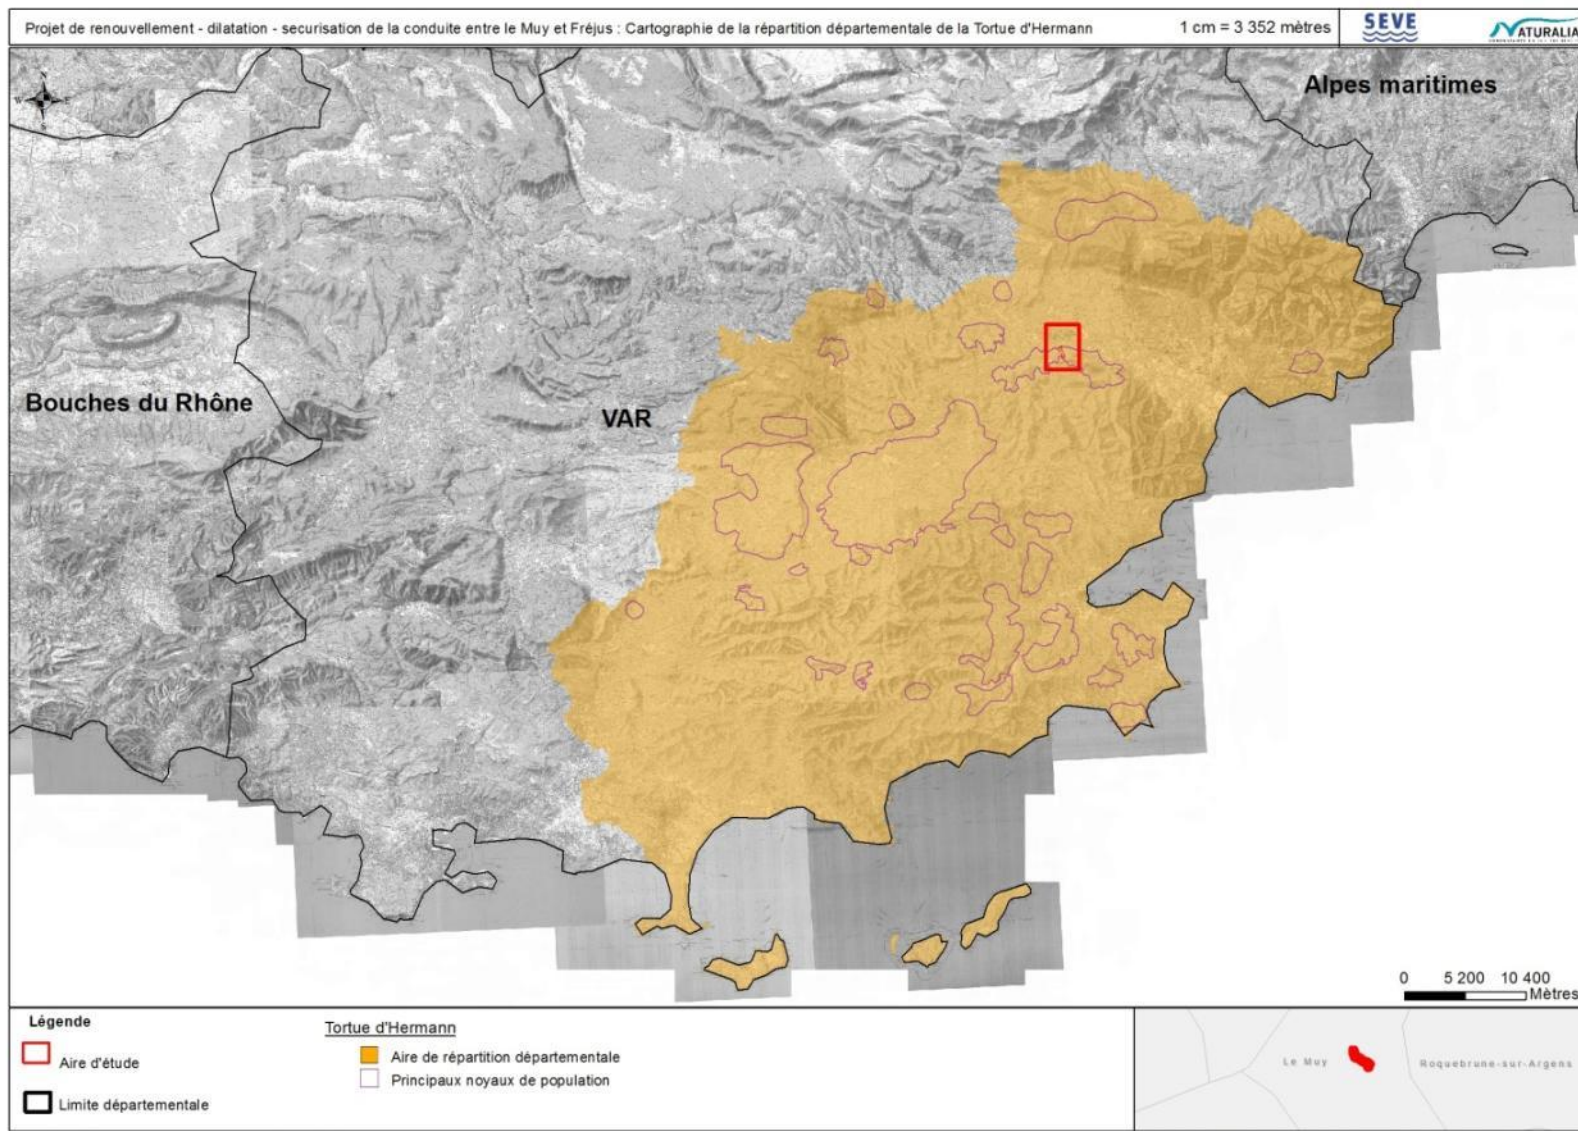 Projet de renouvellement - dilatation - securisation de la conduite entre le Muy et Fréjus : Cartographie de la répartition départementale de la Tortue d'Hermann
1 cm = 3 352 mètres
SEVE
NATURALIA
N
W E
S
Alpes maritimes
Bouches du Rhône
VAR
0 5 200 10 400
Mètres
Légende
Aire d'étude
Limite départementale
Tortue d'Hermann
Aire de répartition départementale
Principaux noyaux de population
Le Muy
Roquebrune-sur-Argens